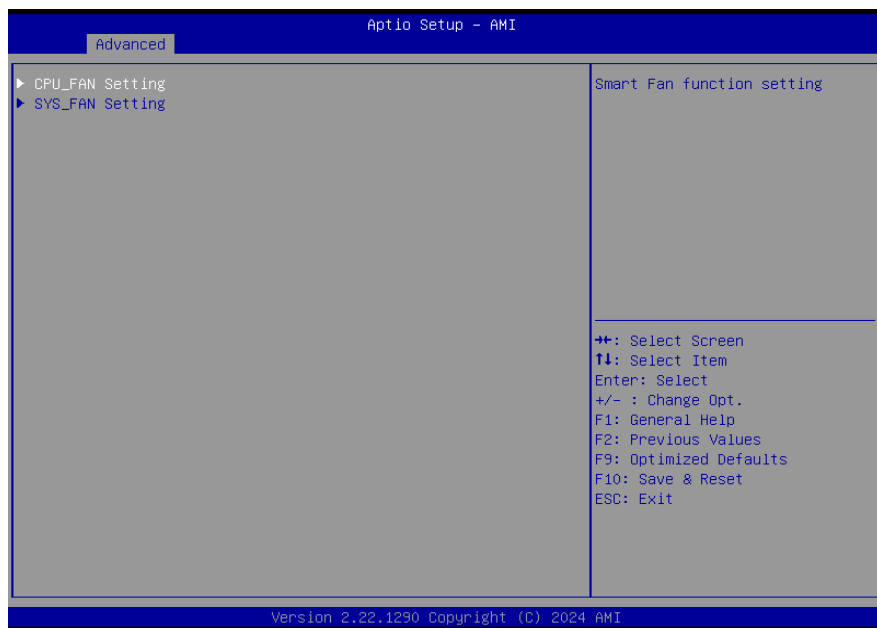 Aptio Setup – AMI
Advanced
▶ CPU_FAN Setting
▶ SYS_FAN Setting
Smart Fan function setting
→←: Select Screen
↑↓: Select Item
Enter: Select
+/- : Change Opt.
F1: General Help
F2: Previous Values
F9: Optimized Defaults
F10: Save & Reset
ESC: Exit
Version 2.22.1290 Copyright (C) 2024 AMI